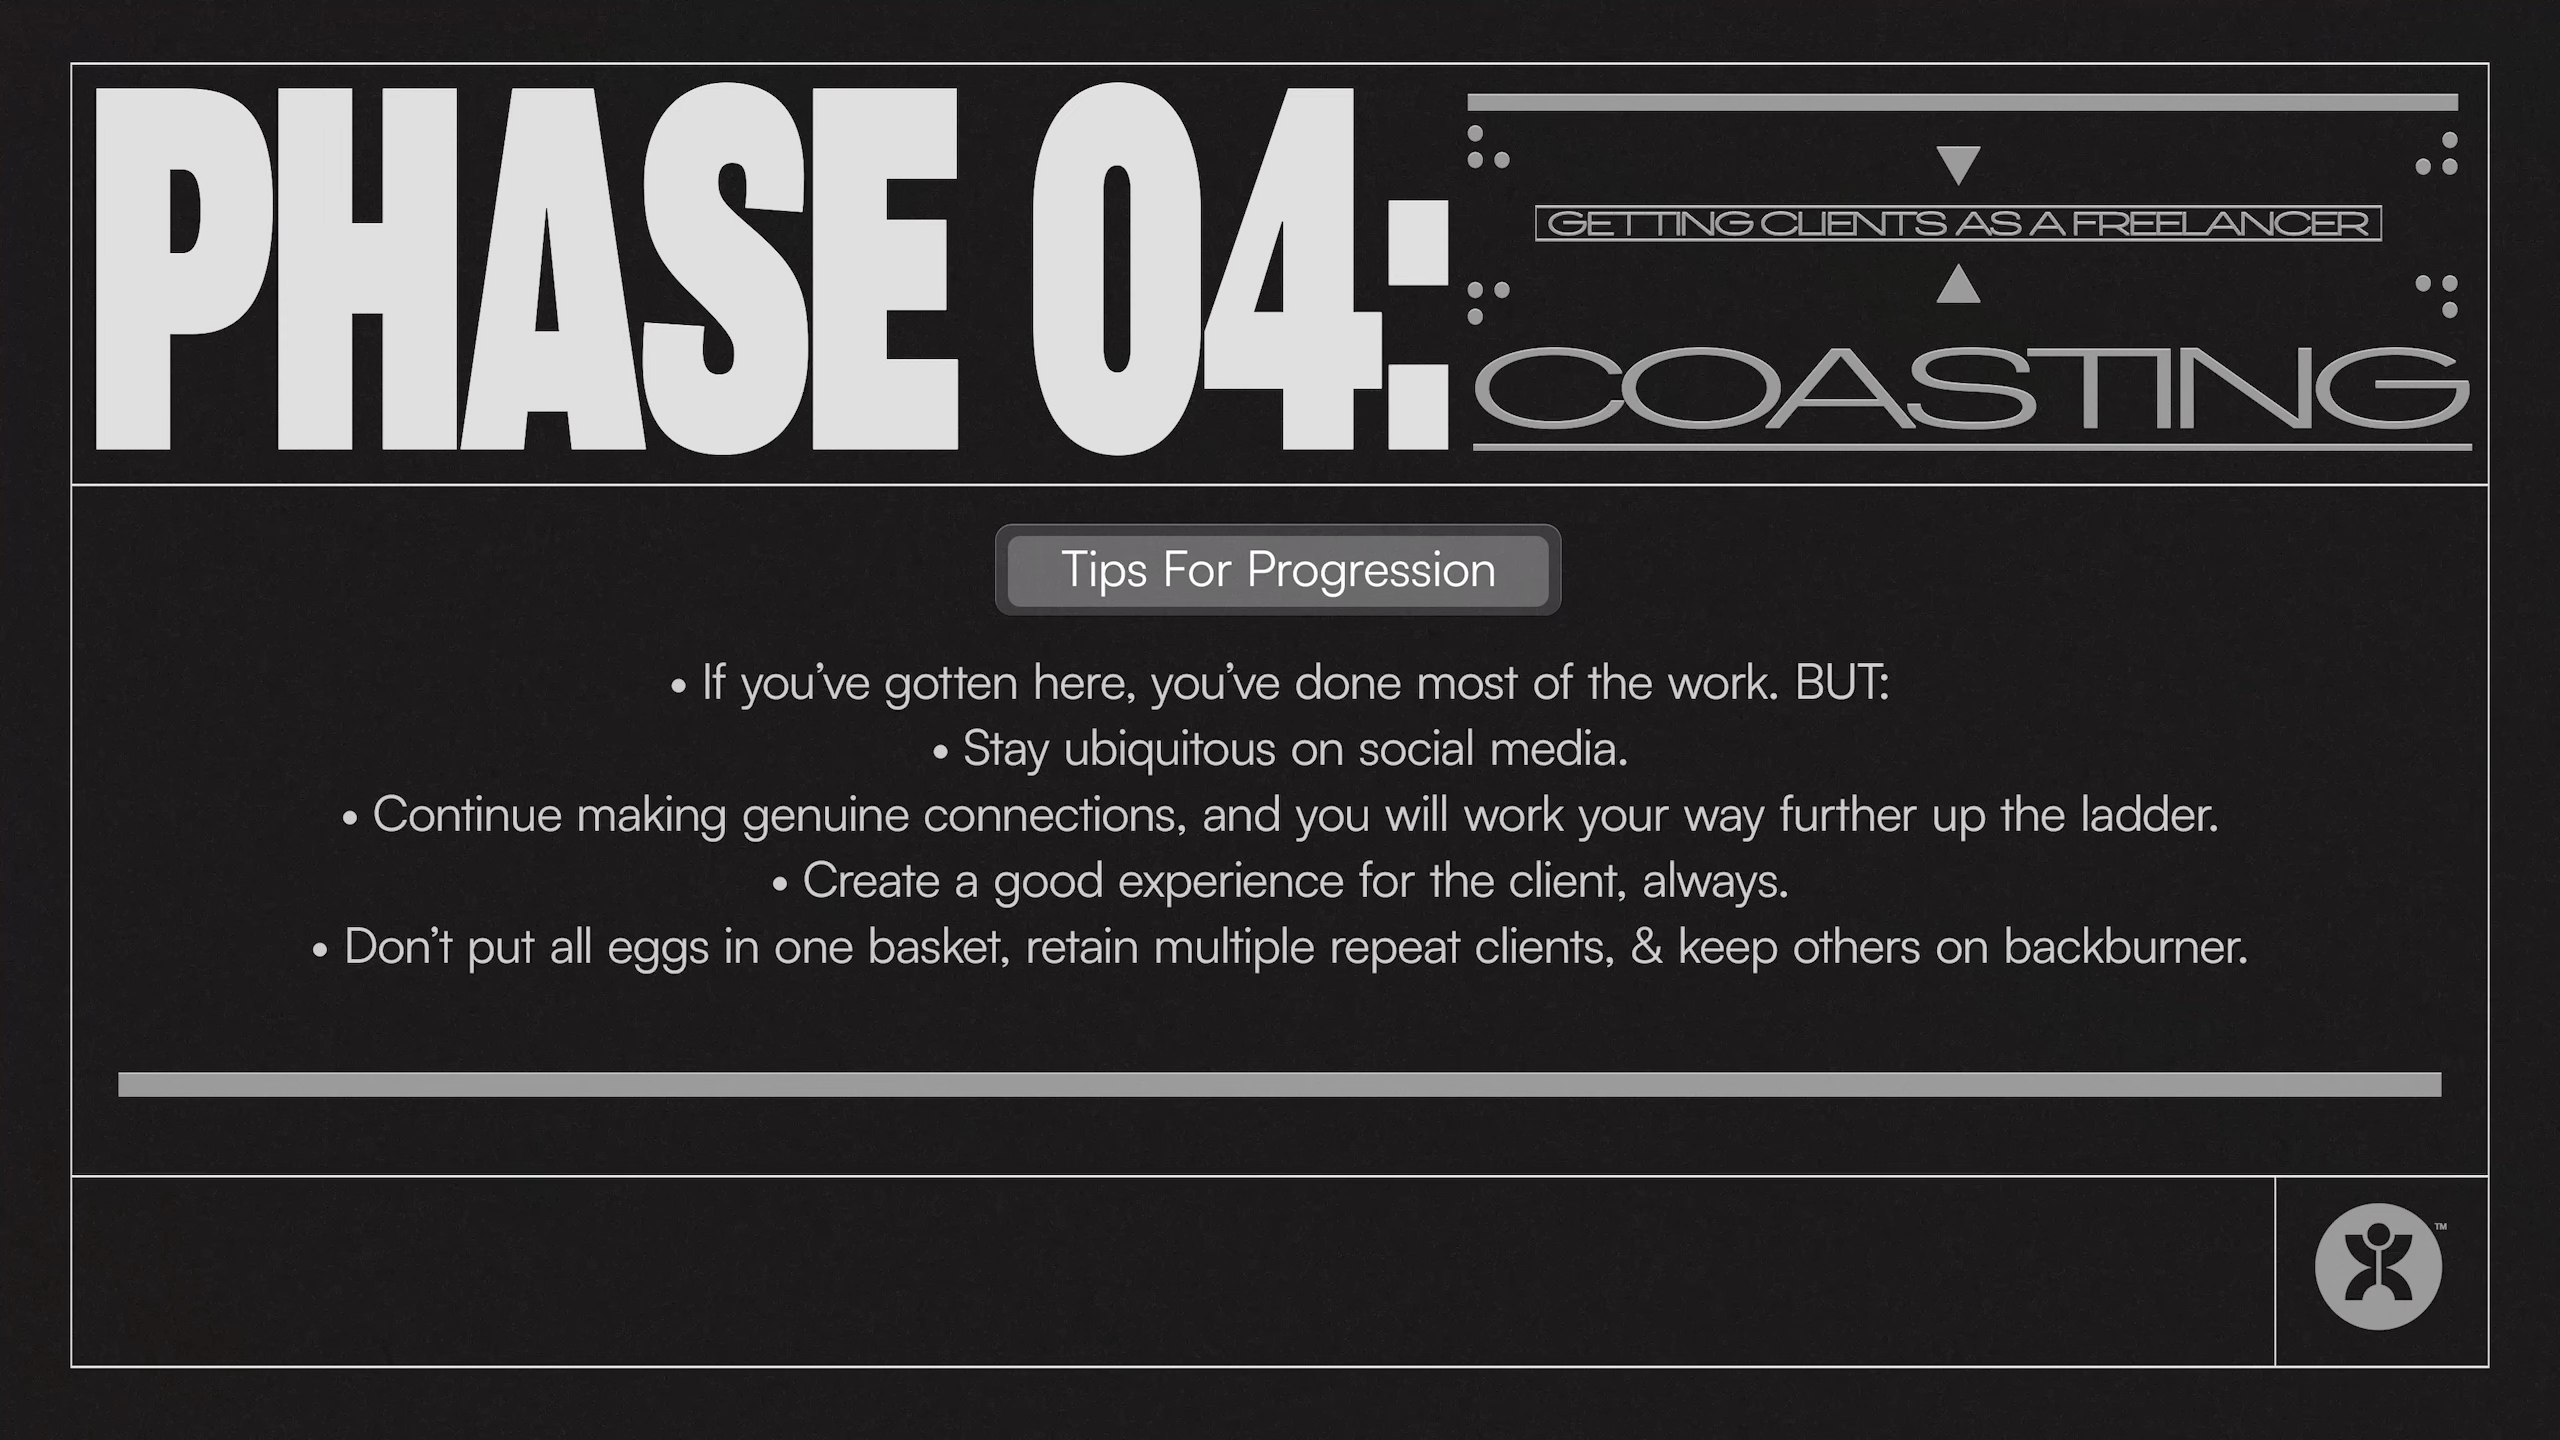 PHASE 04:
GETTING CLIENTS AS A FREELANCER
COASTING
Tips For Progression
• If you’ve gotten here, you’ve done most of the work. BUT:
• Stay ubiquitous on social media.
• Continue making genuine connections, and you will work your way further up the ladder.
• Create a good experience for the client, always.
• Don’t put all eggs in one basket, retain multiple repeat clients, & keep others on backburner.
TM